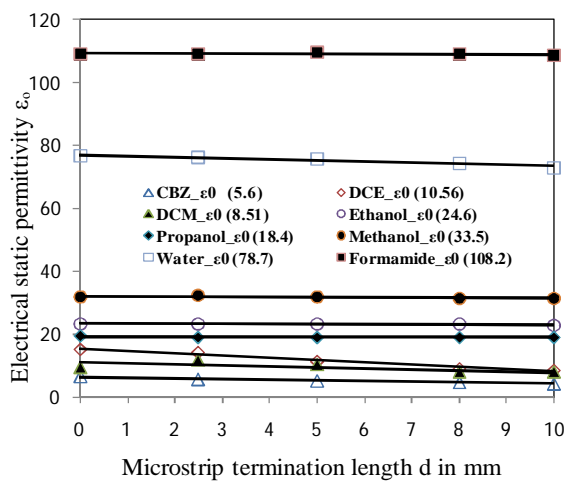 Electrical static permittivity εₒ
120
100
80
60
40
20
0
CBZ_ε0 (5.6) DCE_ε0 (10.56)
DCM_ε0 (8.51) Ethanol_ε0 (24.6)
Propanol_ε0 (18.4) Methanol_ε0 (33.5)
Water_ε0 (78.7) Formamide_ε0 (108.2)
0 1 2 3 4 5 6 7 8 9 10
Microstrip termination length d in mm